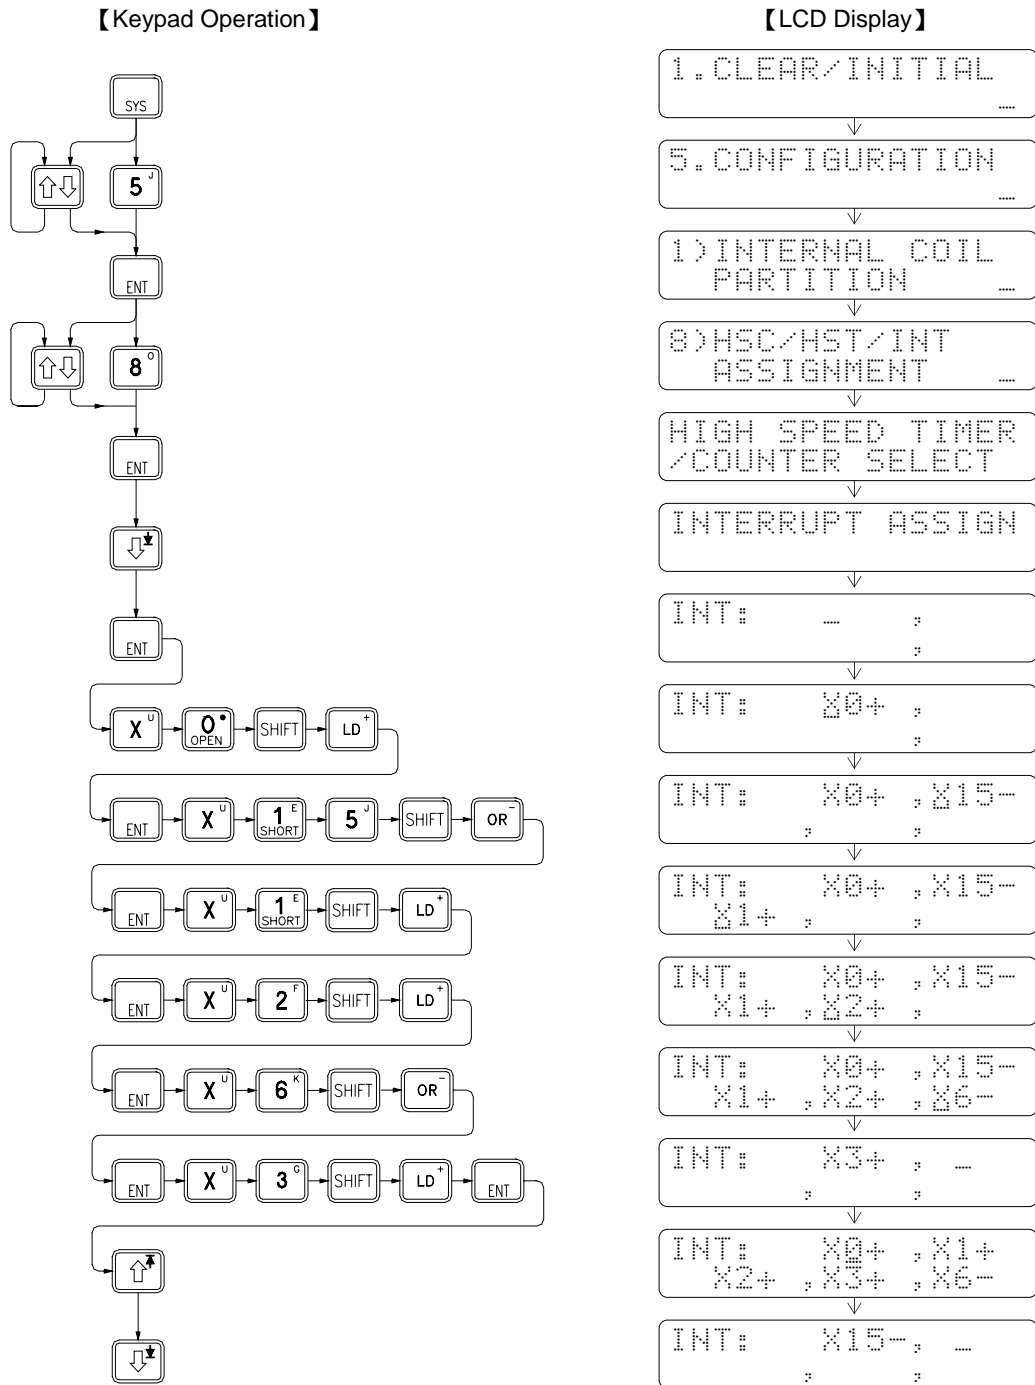 【Keypad Operation】
SYS
5 J
ENT
8 O
ENT
ENT
X U 0 OPEN SHIFT LD +
ENT X U 1 E SHORT 5 J SHIFT OR -
ENT X U 1 E SHORT SHIFT LD +
ENT X U 2 F SHIFT LD +
ENT X U 6 K SHIFT OR -
ENT X U 3 G SHIFT LD + ENT
【LCD Display】
1.CLEAR/INITIAL
_
5.CONFIGURATION
_
1)INTERNAL COIL
PARTITION _
8)HSC/HST/INT
ASSIGNMENT _
HIGH SPEED TIMER
/COUNTER SELECT
INTERRUPT ASSIGN
INT: _ ,
,
INT: X0+ ,
,
INT: X0+ ,X15-
, ,
INT: X0+ ,X15-
X1+ , ,
INT: X0+ ,X15-
X1+ ,X2+ ,
INT: X0+ ,X15-
X1+ ,X2+ ,X6-
INT: X3+ , _
, ,
INT: X0+ ,X1+
X2+ ,X3+ ,X6-
INT: X15-, _
, ,